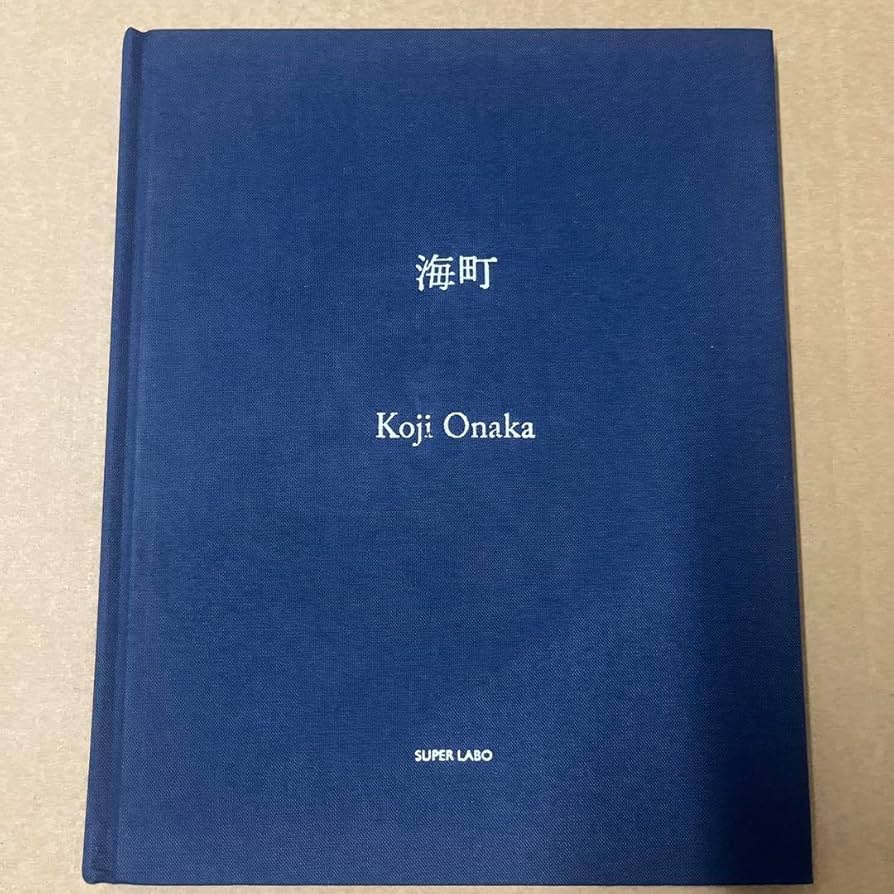 海町
Koji Onaka
SUPER LABO